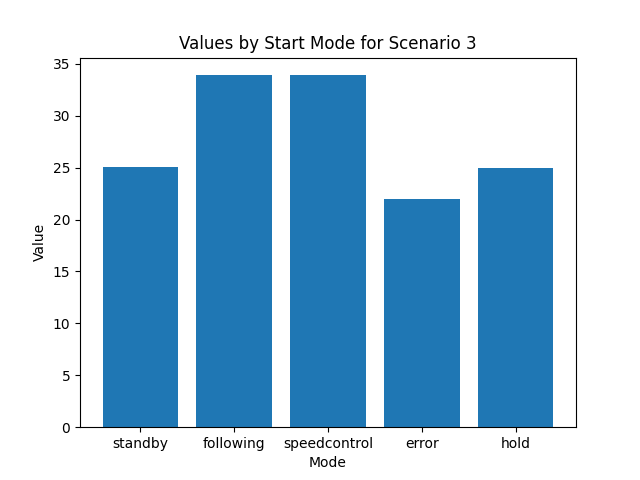 Values by Start Mode for Scenario 3
Value
35
30
25
20
15
10
5
0
standby following speedcontrol error hold
Mode